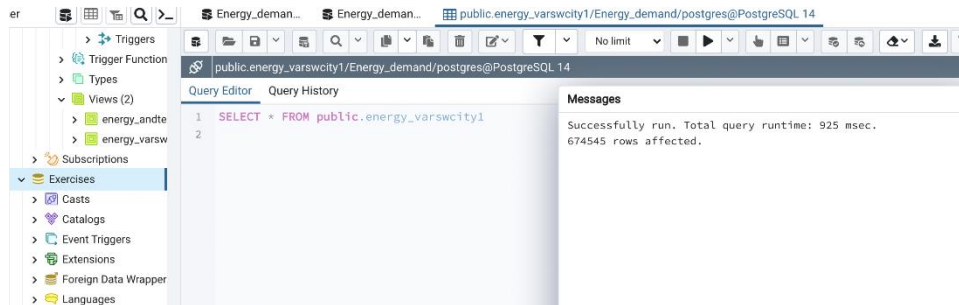 er
Energy_deman...
Energy_deman...
public.energy_varswcity1/Energy_demand/postgres@PostgreSQL 14
Triggers
Trigger Function
Types
Views (2)
energy_andte
energy_varsw
Subscriptions
Exercises
Casts
Catalogs
Event Triggers
Extensions
Foreign Data Wrapper
Languages
No limit
public.energy_varswcity1/Energy_demand/postgres@PostgreSQL 14
Query Editor Query History
1 SELECT * FROM public.energy_varswcity1
2
Messages
Successfully run. Total query runtime: 925 msec.
674545 rows affected.